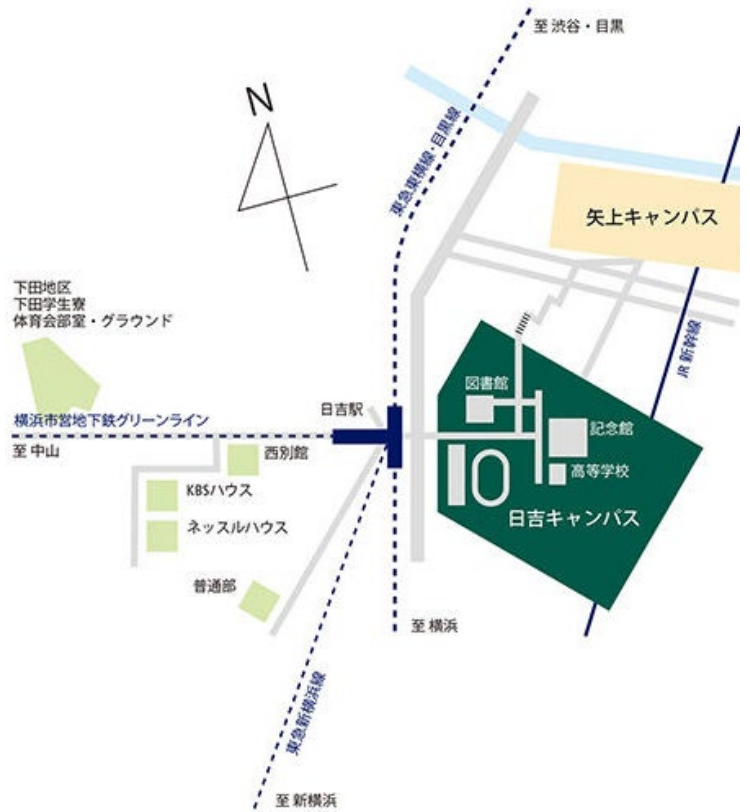 至 渋谷・目黒
N
東急東横線・目黒線
矢上キャンパス
下田地区
下田学生寮
体育会部室・グラウンド
JR 新幹線
図書館
日吉駅
横浜市営地下鉄グリーンライン
記念館
至 中山
西別館
高等学校
KBSハウス
日吉キャンパス
ネッスルハウス
普通部
至 横浜
東急新横浜線
至 新横浜